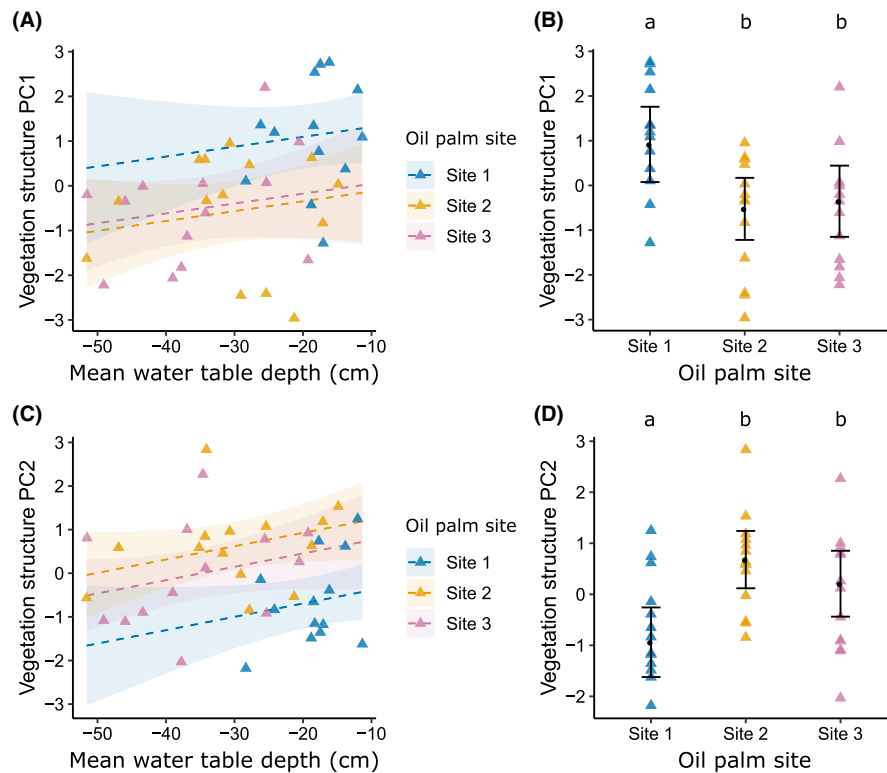 (A)
Vegetation structure PC1
3
2
1
0
−1
−2
−3
−50
−40
−30
−20
−10
Mean water table depth (cm)
Oil palm site
Site 1
Site 2
Site 3
(B)
a b b
Vegetation structure PC1
3
2
1
0
−1
−2
−3
Site 1 Site 2 Site 3
Oil palm site
(C)
Vegetation structure PC2
3
2
1
0
−1
−2
−3
−50
−40
−30
−20
−10
Mean water table depth (cm)
Oil palm site
Site 1
Site 2
Site 3
(D)
a b b
Vegetation structure PC2
3
2
1
0
−1
−2
Site 1 Site 2 Site 3
Oil palm site